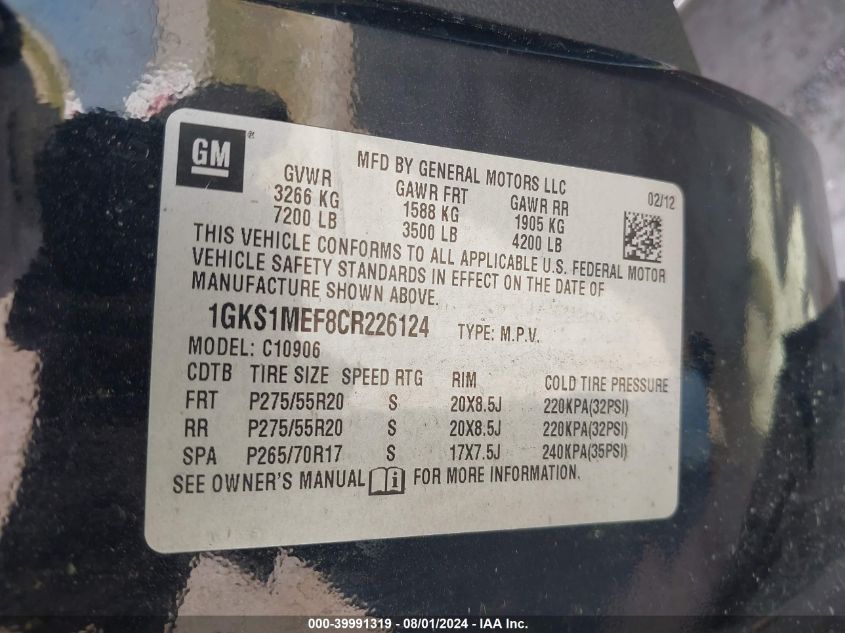 GM®
MFD BY GENERAL MOTORS LLC
02/12
GVWR GAWR FRT GAWR RR
3266 KG 1588 KG 1905 KG
7200 LB 3500 LB 4200 LB
THIS VEHICLE CONFORMS TO ALL APPLICABLE U.S. FEDERAL MOTOR
VEHICLE SAFETY STANDARDS IN EFFECT ON THE DATE OF
MANUFACTURE SHOWN ABOVE.
1GKS1MEF8CR226124 TYPE: M.P.V.
MODEL: C10906
CDTB TIRE SIZE SPEED RTG RIM COLD TIRE PRESSURE
FRT P275/55R20 S 20X8.5J 220KPA(32PSI)
RR P275/55R20 S 20X8.5J 220KPA(32PSI)
SPA P265/70R17 S 17X7.5J 240KPA(35PSI)
SEE OWNER'S MANUAL FOR MORE INFORMATION.
000-39991319 - 08/01/2024 - IAA Inc.